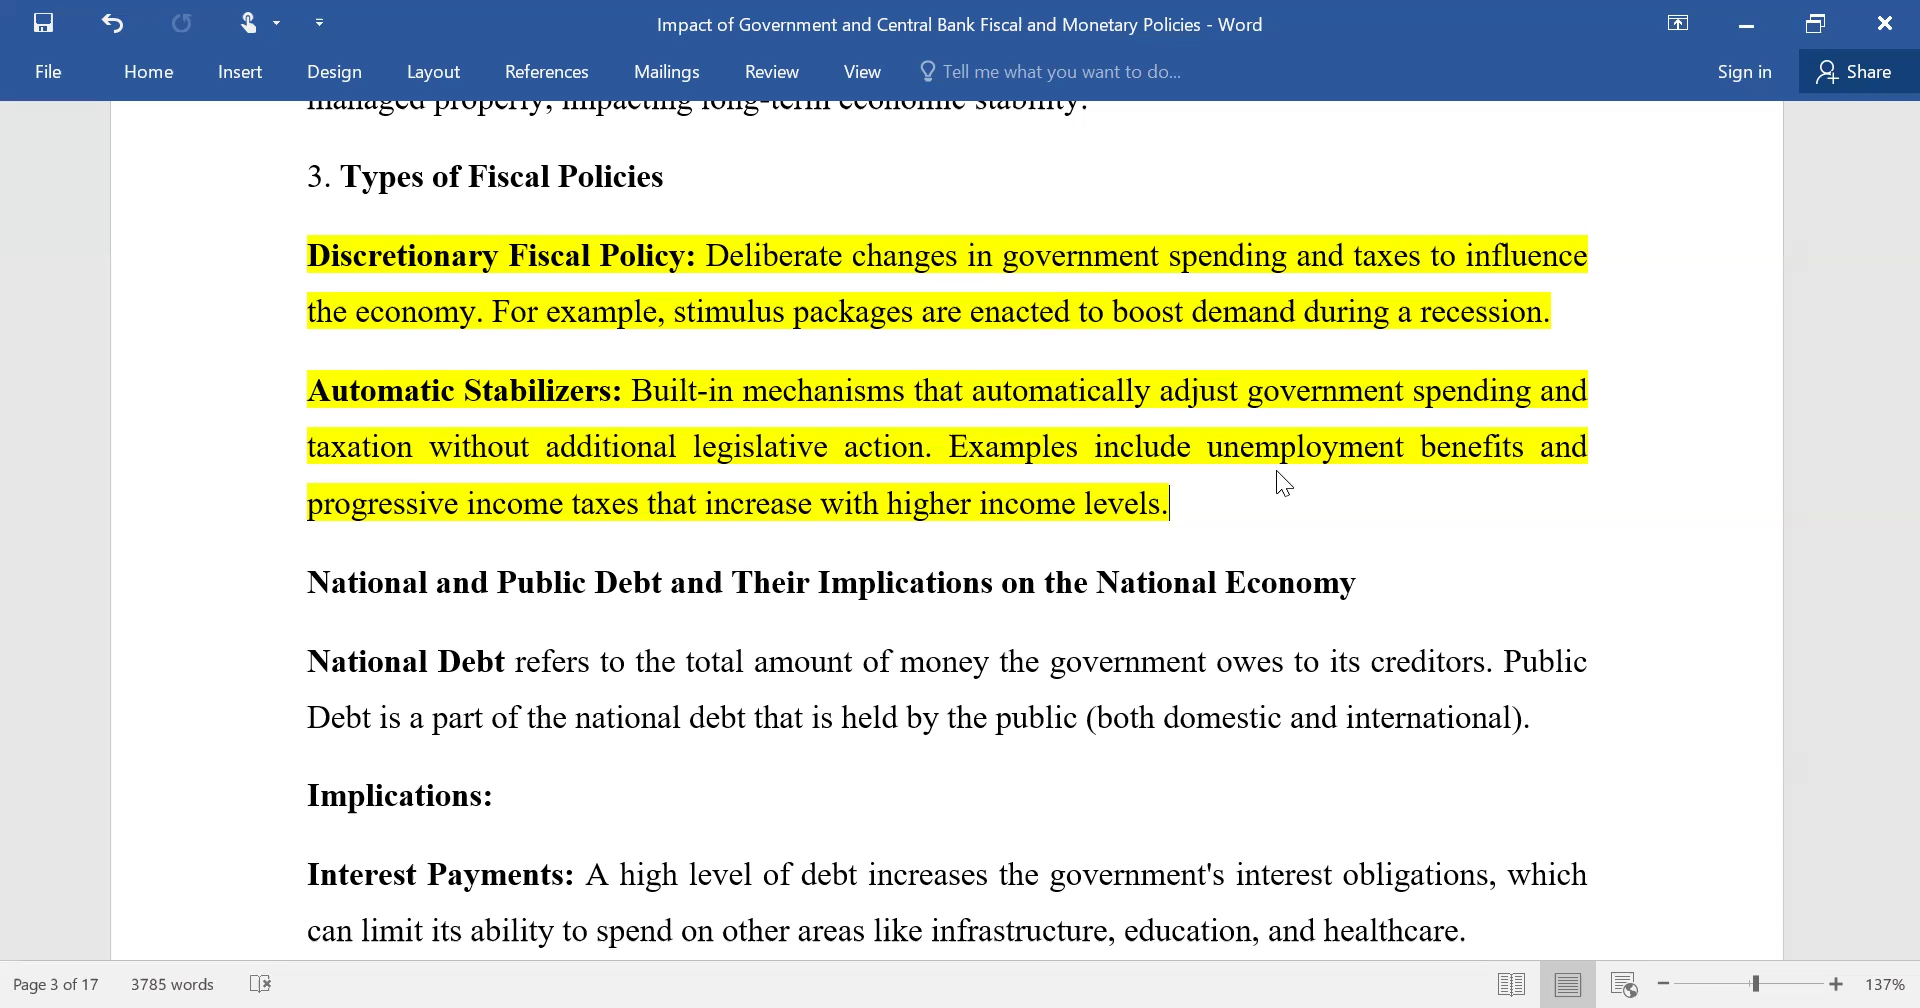 Impact of Government and Central Bank Fiscal and Monetary Policies - Word
File Home Insert Design Layout References Mailings Review View Tell me what you want to do... Sign in Share
managed properly, impacting long-term economic stability.
3. Types of Fiscal Policies
Discretionary Fiscal Policy: Deliberate changes in government spending and taxes to influence
the economy. For example, stimulus packages are enacted to boost demand during a recession.
Automatic Stabilizers: Built-in mechanisms that automatically adjust government spending and
taxation without additional legislative action. Examples include unemployment benefits and
progressive income taxes that increase with higher income levels.
National and Public Debt and Their Implications on the National Economy
National Debt refers to the total amount of money the government owes to its creditors. Public
Debt is a part of the national debt that is held by the public (both domestic and international).
Implications:
Interest Payments: A high level of debt increases the government's interest obligations, which
can limit its ability to spend on other areas like infrastructure, education, and healthcare.
Page 3 of 17 3785 words 137%